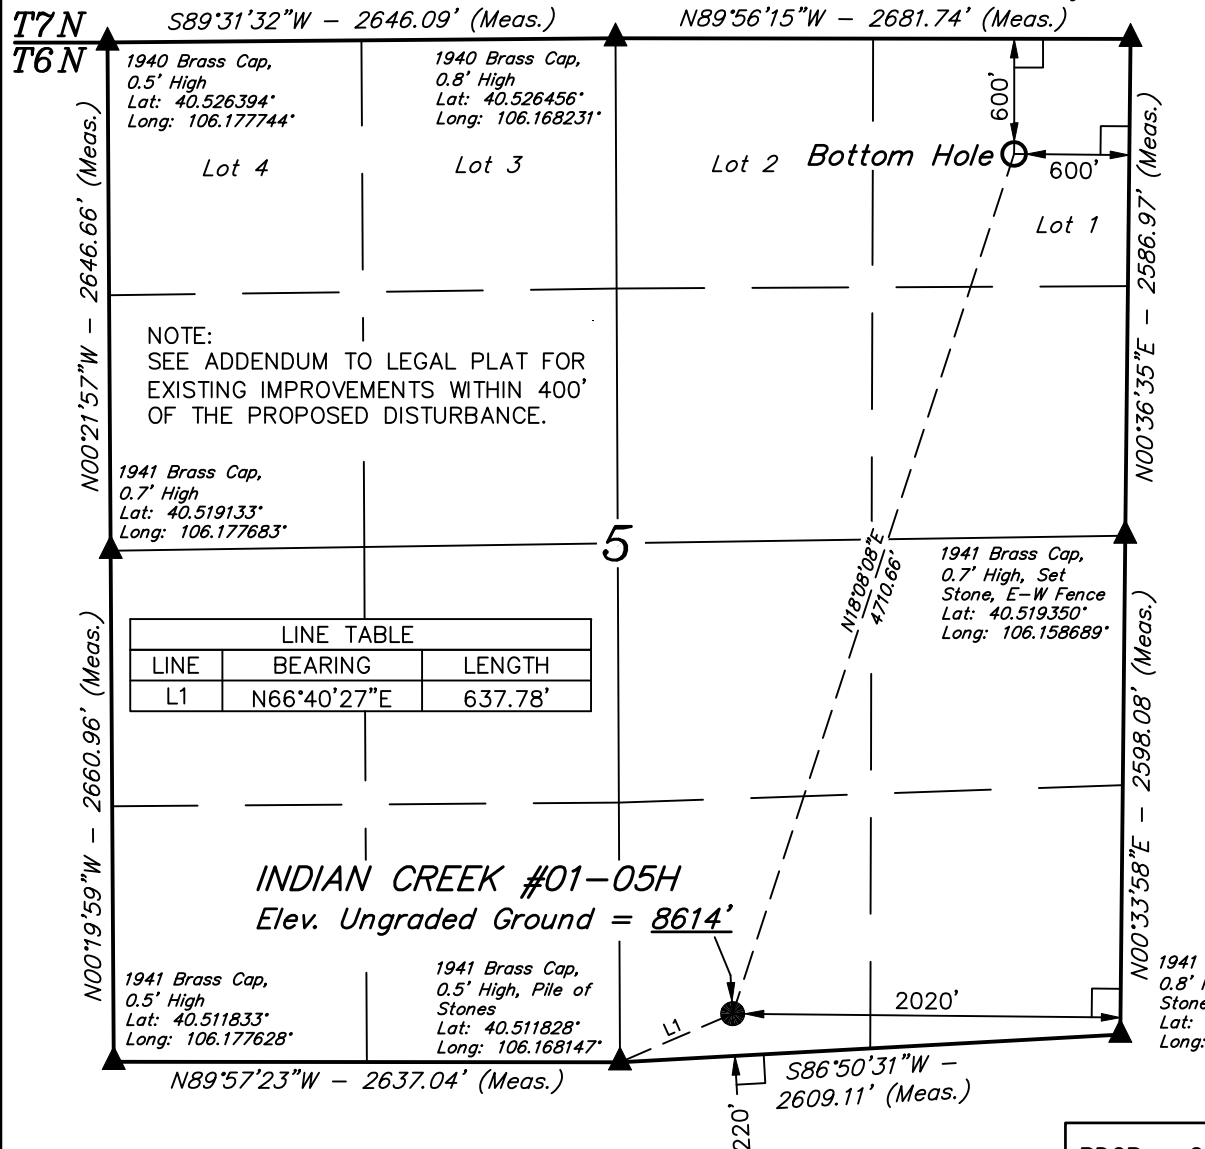 T7N
T6N
S89°31'32"W - 2646.09' (Meas.)
N89°56'15"W - 2681.74' (Meas.)
1940 Brass Cap,
0.5' High
Lat: 40.526394°
Long: 106.177744°
1940 Brass Cap,
0.8' High
Lat: 40.526456°
Long: 106.168231°
600'
Bottom Hole
600'
Lot 4
Lot 3
Lot 2
Lot 1
N00°21'57"W - 2646.66' (Meas.)
N00°36'35"E - 2586.97' (Meas.)
NOTE:
SEE ADDENDUM TO LEGAL PLAT FOR
EXISTING IMPROVEMENTS WITHIN 400'
OF THE PROPOSED DISTURBANCE.
1941 Brass Cap,
0.7' High
Lat: 40.519133°
Long: 106.177683°
5
N18°08'08"E
4710.66'
1941 Brass Cap,
0.7' High, Set
Stone, E-W Fence
Lat: 40.519350°
Long: 106.158689°
LINE TABLE
LINE BEARING LENGTH
L1 N66°40'27"E 637.78'
N00°19'59"W - 2660.96' (Meas.)
N00°33'58"E - 2598.08' (Meas.)
INDIAN CREEK #01-05H
Elev. Ungraded Ground = 8614'
1941 Brass Cap,
0.5' High
Lat: 40.511833°
Long: 106.177628°
1941 Brass Cap,
0.5' High, Pile of
Stones
Lat: 40.511828°
Long: 106.168147°
L1
2020'
1941
0.8'
Stone
Lat:
Long:
N89°57'23"W - 2637.04' (Meas.)
S86°50'31"W -
2609.11' (Meas.)
220'